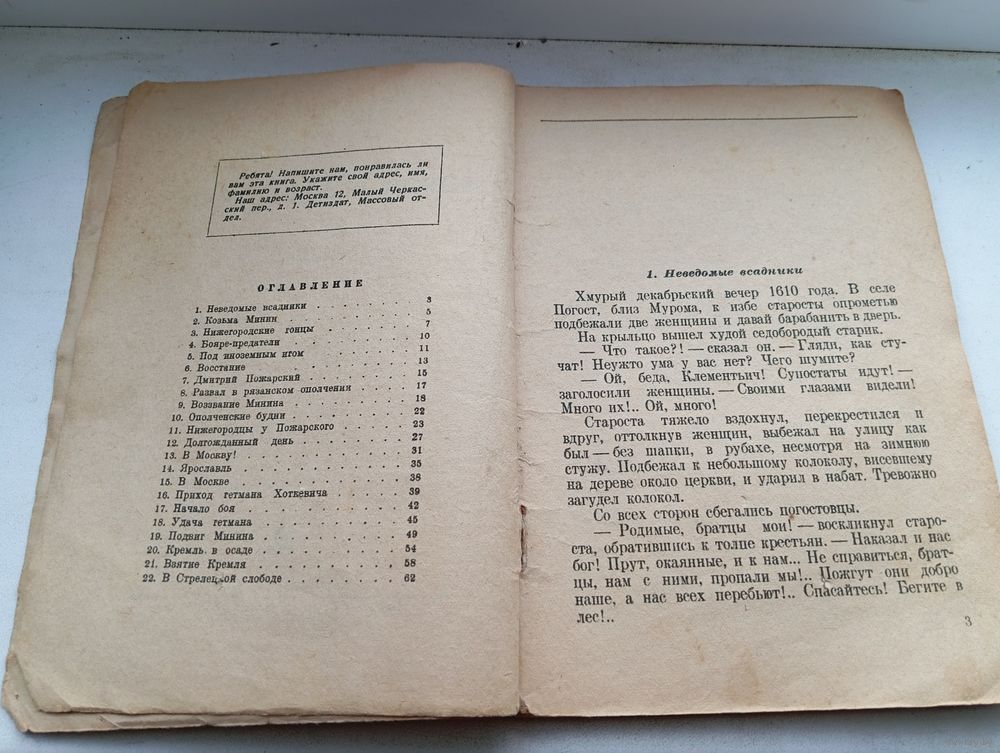 Ребята! Напишите нам, понравилась ли
вам эта книга. Укажите свой адрес, имя,
фамилию и возраст.
Наш адрес: Москва 12, Малый Черкас-
ский пер., д. 1. Детиздат, Массовый от-
дел.
ОГЛАВЛЕНИЕ
1. Неведомые всадники . . . . . . . 3
2. Козьма Минин . . . . . . . . . 5
3. Нижегородские гонцы . . . . . . . 7
4. Бояре-предатели . . . . . . . . 10
5. Под иноземным игом . . . . . . . 11
6. Восстание . . . . . . . . . . 13
7. Дмитрий Пожарский . . . . . . . 15
8. Развал в рязанском ополчении . . . . 17
9. Воззвание Минина . . . . . . . . 18
10. Ополченские будни . . . . . . . . 22
11. Нижегородцы у Пожарского . . . . . 23
12. Долгожданный день . . . . . . . . 27
13. В Москву! . . . . . . . . . . 31
14. Ярославль . . . . . . . . . . 35
15. В Москве . . . . . . . . . . 38
16. Приход гетмана Хоткевича . . . . . 39
17. Начало боя . . . . . . . . . . 42
18. Удача гетмана . . . . . . . . . 45
19. Подвиг Минина . . . . . . . . . 49
20. Кремль в осаде . . . . . . . . . 54
21. Взятие Кремля . . . . . . . . . 58
22. В Стрелецкой слободе . . . . . . . 62
1. Неведомые всадники
Хмурый декабрьский вечер 1610 года. В селе
Погост, близ Мурома, к избе старосты опрометью
подбежали две женщины и давай барабанить в дверь.
На крыльцо вышел худой седобородый старик.
— Что такое?! — сказал он. — Гляди, как сту-
чат! Неужто ума у вас нет? Чего шумите?
— Ой, беда, Клементьич! Супостаты идут! —
заголосили женщины. — Своими глазами видели!
Много их!.. Ой, много!
Староста тяжело вздохнул, перекрестился и
вдруг, оттолкнув женщин, выбежал на улицу как
был — без шапки, в рубахе, несмотря на зимнюю
стужу. Подбежал к небольшому колоколу, висевшему
на дереве около церкви, и ударил в набат. Тревожно
загудел колокол.
Со всех сторон сбегались погостовцы.
— Родимые, братцы мои! — воскликнул старо-
ста, обратившись к толпе крестьян. — Наказал и нас
бог! Прут, окаянные, и к нам... Не справиться, брат-
цы, нам с ними, пропали мы!.. Пожгут они добро
наше, а нас всех перебьют!.. Спасайтесь! Бегите в
лес!..
3